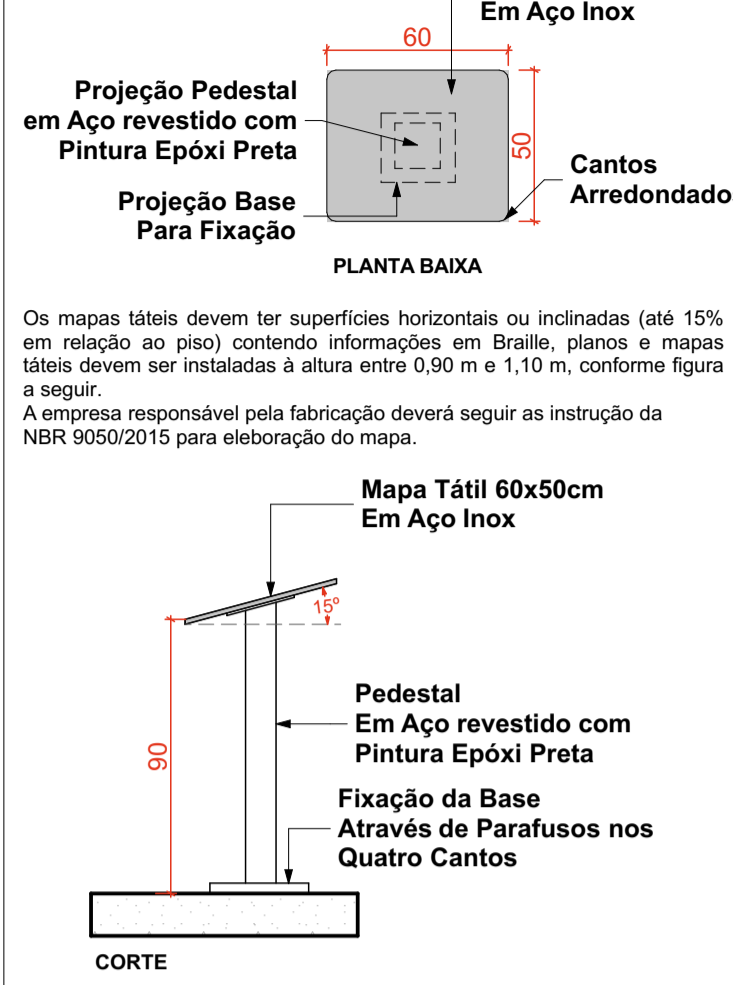 Em Aço Inox
60
Projeção Pedestal
em Aço revestido com
Pintura Epóxi Preta
50
Cantos
Arredondado
Projeção Base
Para Fixação
PLANTA BAIXA
Os mapas táteis devem ter superfícies horizontais ou inclinadas (até 15%
em relação ao piso) contendo informações em Braille, planos e mapas
táteis devem ser instaladas à altura entre 0,90 m e 1,10 m, conforme figura
a seguir.
A empresa responsável pela fabricação deverá seguir as instrução da
NBR 9050/2015 para eleboração do mapa.
Mapa Tátil 60x50cm
Em Aço Inox
15º
90
Pedestal
Em Aço revestido com
Pintura Epóxi Preta
Fixação da Base
Através de Parafusos nos
Quatro Cantos
CORTE